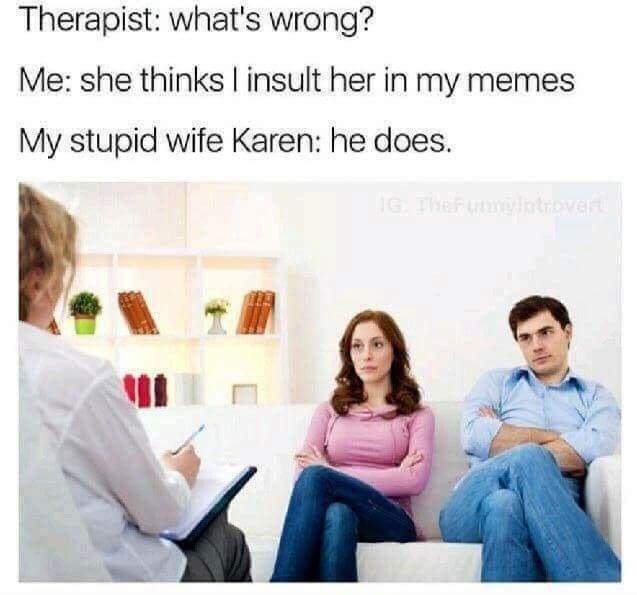 Therapist: what's wrong?
Me: she thinks I insult her in my memes
My stupid wife Karen: he does.
IG: TheFunnyIntrovert